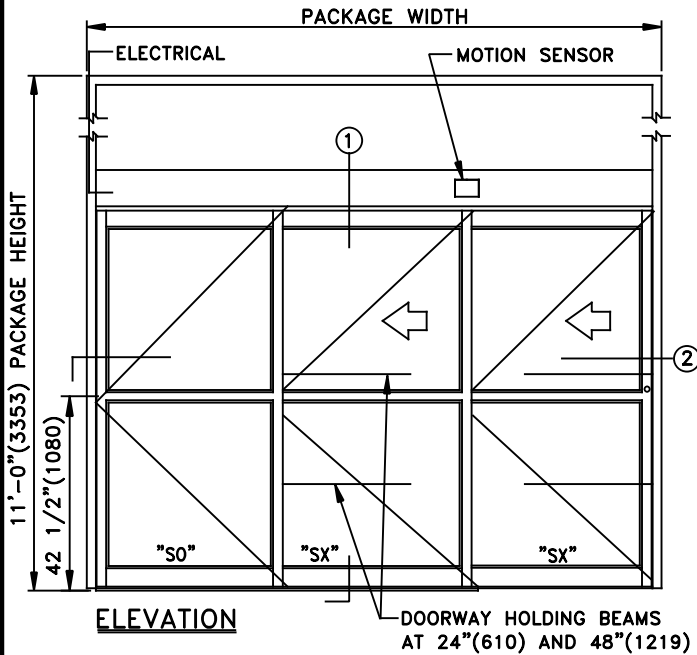 PACKAGE WIDTH
ELECTRICAL
MOTION SENSOR
1
11'-0"(3353) PACKAGE HEIGHT
2
42 1/2"(1080)
"SO"
"SX"
"SX"
ELEVATION
DOORWAY HOLDING BEAMS
AT 24"(610) AND 48"(1219)